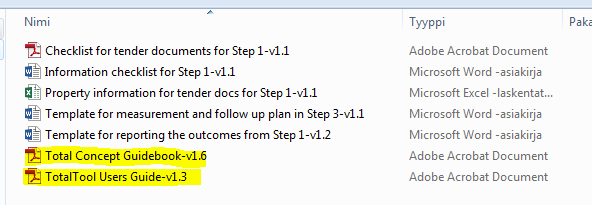 Nimi Tyyppi Paka
Checklist for tender documents for Step 1-v1.1 Adobe Acrobat Document
Information checklist for Step 1-v1.1 Microsoft Word -asiakirja
Property information for tender docs for Step 1-v1.1 Microsoft Excel -laskentat...
Template for measurement and follow up plan in Step 3-v1.1 Microsoft Word -asiakirja
Template for reporting the outcomes from Step 1-v1.2 Microsoft Word -asiakirja
Total Concept Guidebook-v1.6 Adobe Acrobat Document
TotalTool Users Guide-v1.3 Adobe Acrobat Document